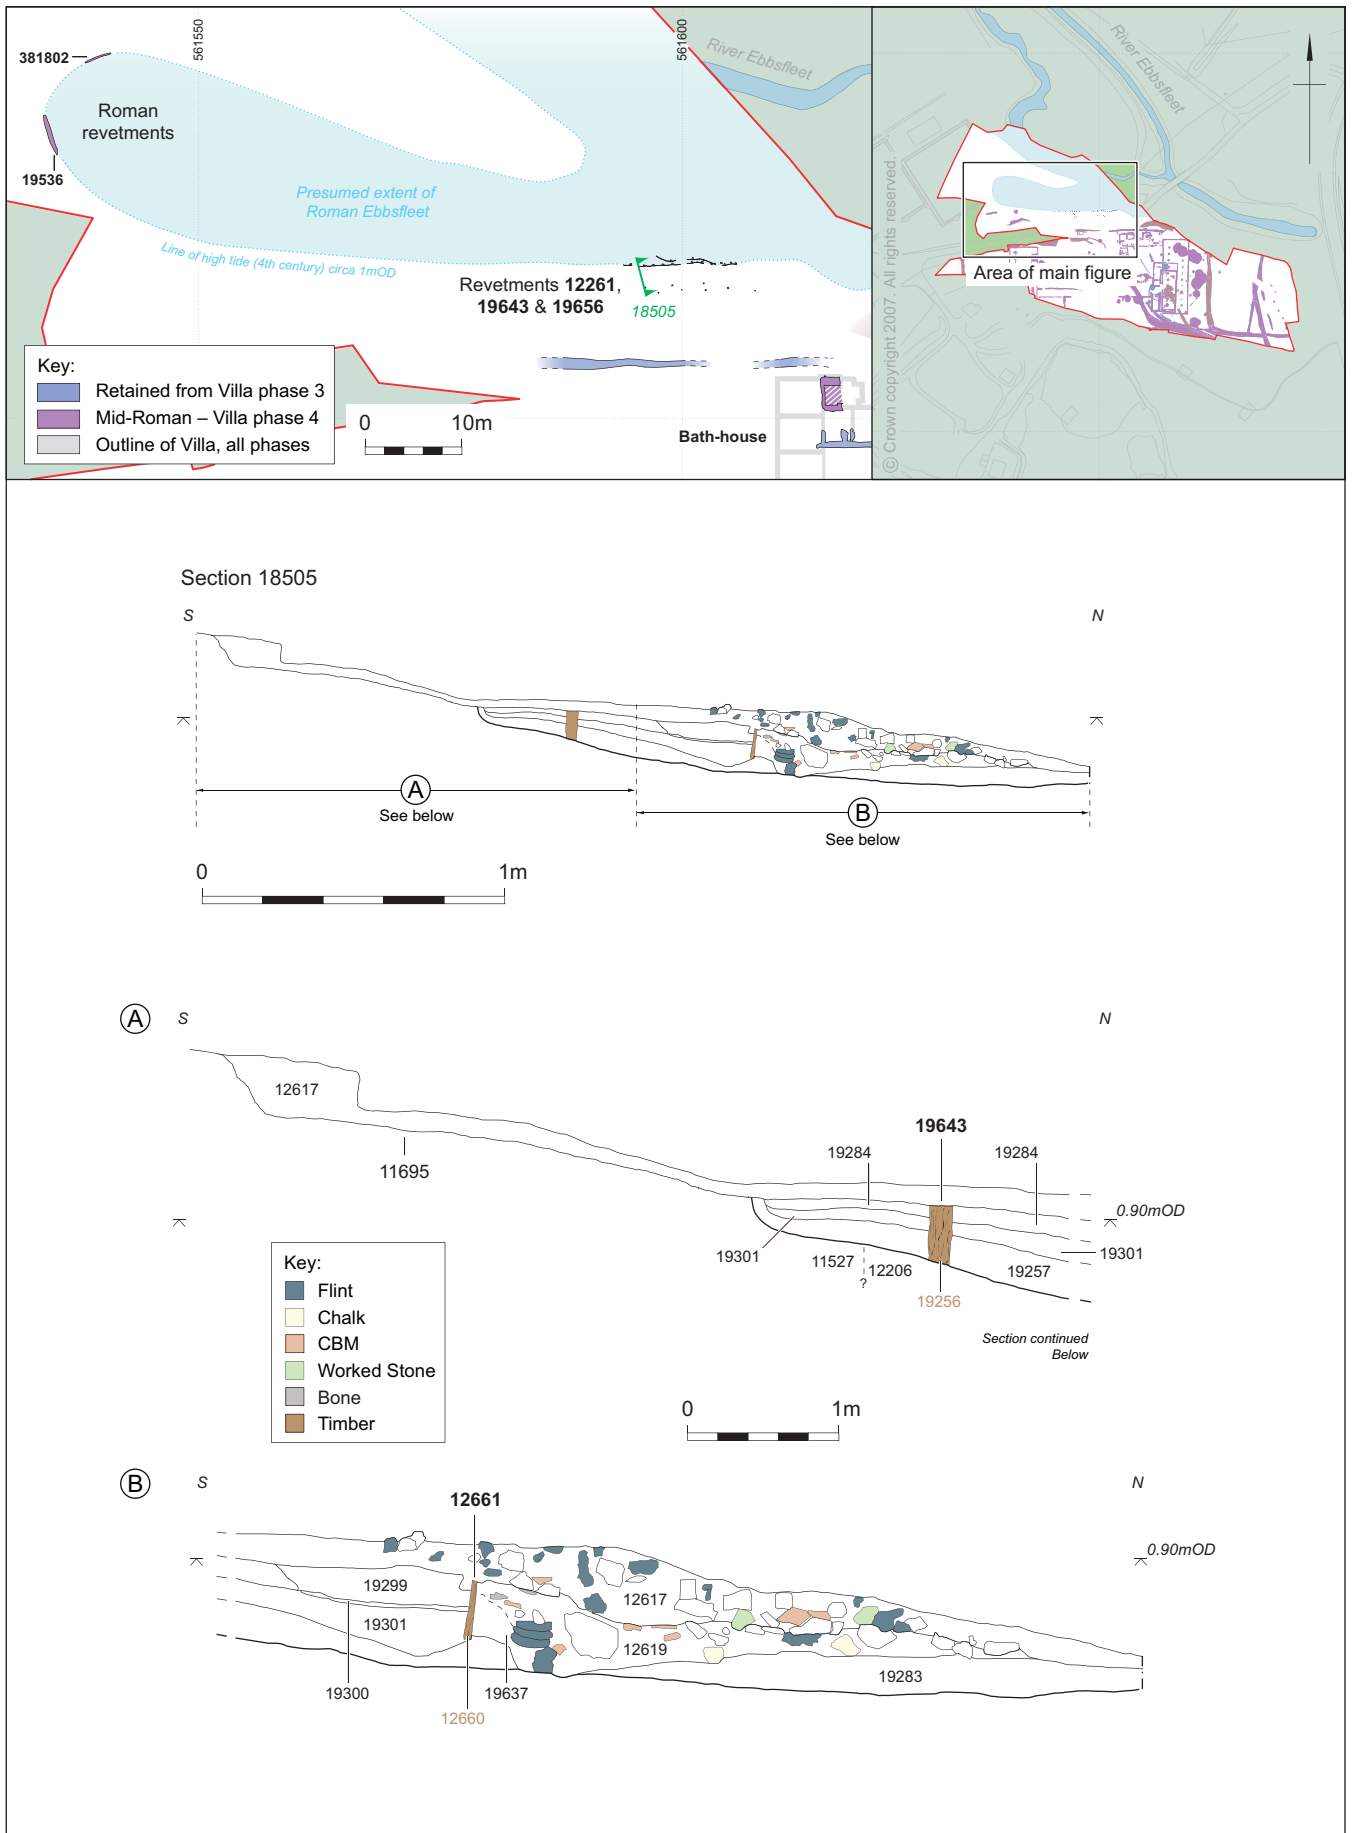 561550
561600
381802
Roman
revetments
19536
River Ebbsfleet
Presumed extent of
Roman Ebbsfleet
Line of high tide (4th century) circa 1mOD
Revetments 12261,
19643 & 19656
18505
Key:
Retained from Villa phase 3
Mid-Roman – Villa phase 4
Outline of Villa, all phases
0 10m
Bath-house
River Ebbsfleet
Area of main figure
© Crown copyright 2007. All rights reserved.
Section 18505
S N
A
See below
B
See below
0 1m
A S N
12617
11695
19643
19284 19284
0.90mOD
19301
11527
12206
?
19257
19301
19256
Section continued
Below
Key:
Flint
Chalk
CBM
Worked Stone
Bone
Timber
0 1m
B S N
12661
0.90mOD
19299
12617
19301
12619
19283
19300
19637
12660